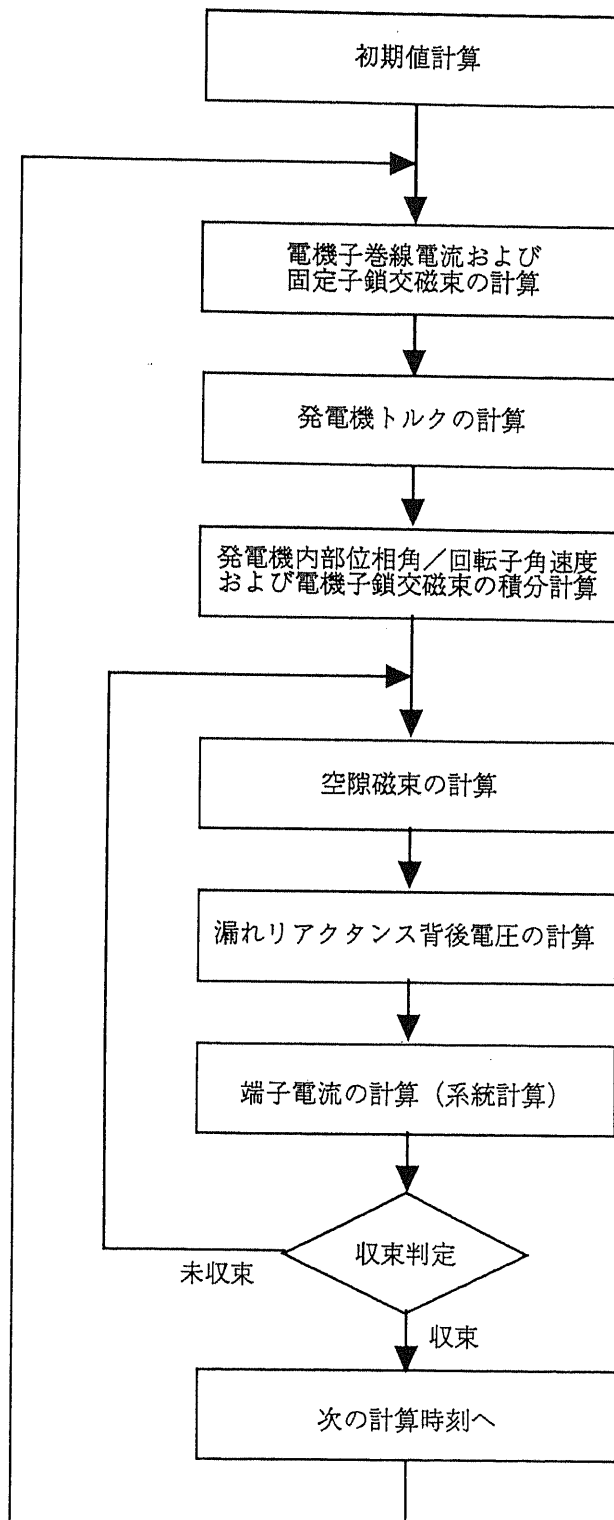 初期値計算
電機子巻線電流および
固定子鎖交磁束の計算
発電機トルクの計算
発電機内部位相角／回転子角速度
および電機子鎖交磁束の積分計算
空隙磁束の計算
漏れリアクタンス背後電圧の計算
端子電流の計算（系統計算）
収束判定
未収束
収束
次の計算時刻へ